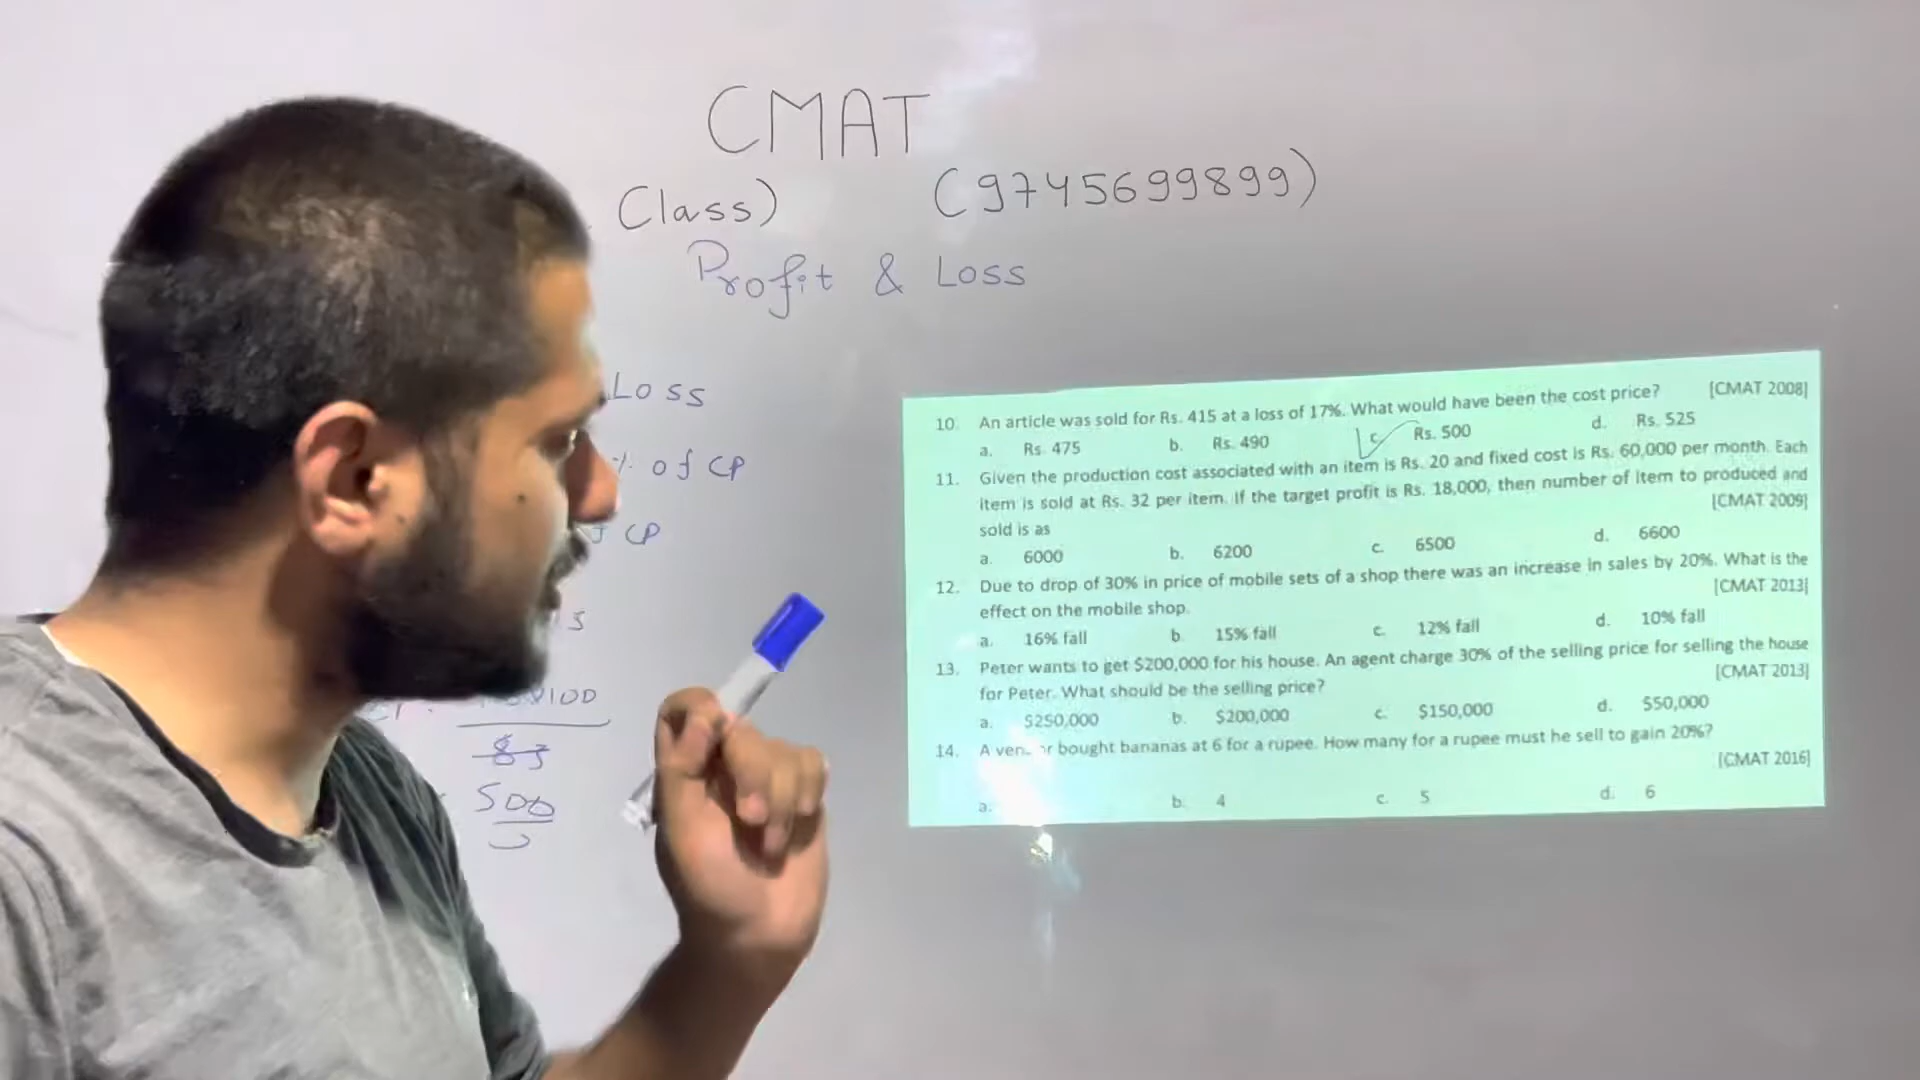 CMAT
Class) (9745699899)
Profit & Loss
Loss
% of CP
CP
10. An article was sold for Rs. 415 at a loss of 17%. What would have been the cost price? [CMAT 2008]
a. Rs. 475 b. Rs. 490 c. Rs. 500 d. Rs. 525
11. Given the production cost associated with an item is Rs. 20 and fixed cost is Rs. 60,000 per month. Each
item is sold at Rs. 32 per item. If the target profit is Rs. 18,000, then number of item to produced and
sold is as [CMAT 2009]
a. 6000 b. 6200 c. 6500 d. 6600
12. Due to drop of 30% in price of mobile sets of a shop there was an increase in sales by 20%. What is the
effect on the mobile shop. [CMAT 2013]
a. 16% fall b. 15% fall c. 12% fall d. 10% fall
13. Peter wants to get $200,000 for his house. An agent charge 30% of the selling price for selling the house
for Peter. What should be the selling price? [CMAT 2013]
a. $250,000 b. $200,000 c. $150,000 d. $50,000
14. A bought bananas at 6 for a rupee. How many for a rupee must he sell to gain 20%?
[CMAT 2016]
a. b. 4 c. 5 d. 6
100
83
500